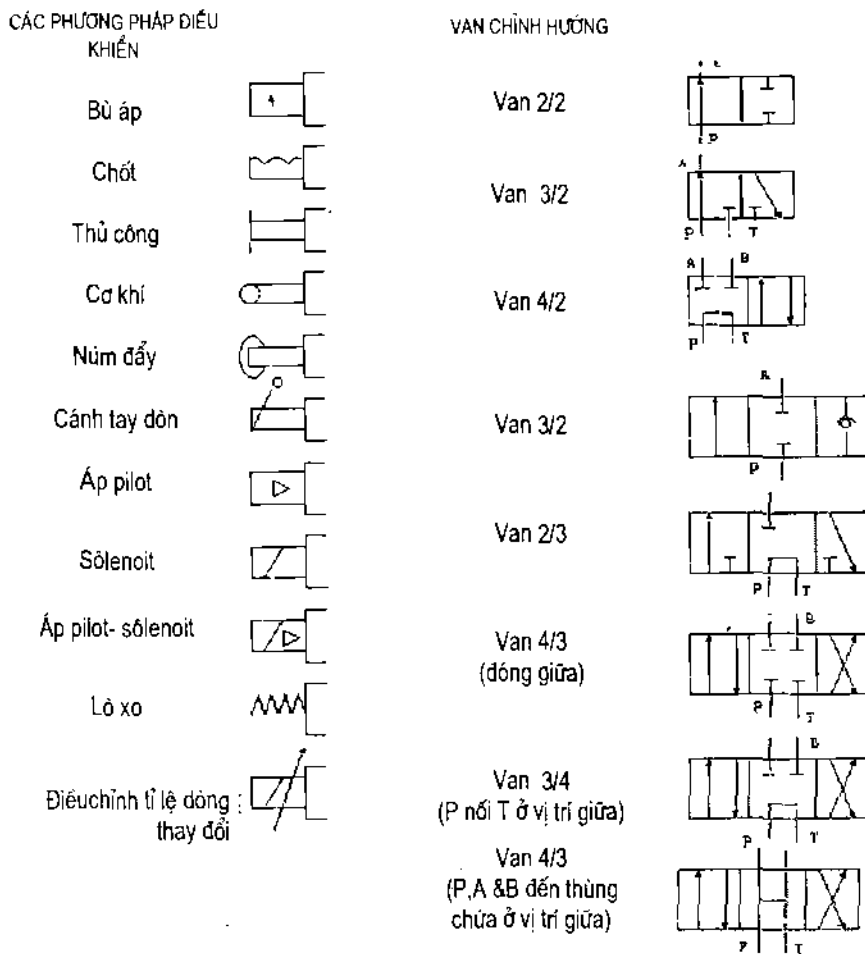 CÁC PHƯƠNG PHÁP ĐIỀU
KHIỂN
Bù áp
Chốt
Thủ công
Cơ khí
Núm đẩy
Cánh tay dòn
Áp pilot
Sôlenoit
Áp pilot- sôlenoit
Lò xo
Điềuchỉnh tỉ lệ dòng
thay đổi
VAN CHỈNH HƯỚNG
Van 2/2
P
Van 3/2
A
P T
Van 4/2
A B
P T
Van 3/2
P
Van 2/3
P T
Van 4/3
(đóng giữa)
B
P T
Van 3/4
(P nối T ở vị trí giữa)
B
P T
Van 4/3
(P,A &B đến thùng
chứa ở vị trí giữa)
P T